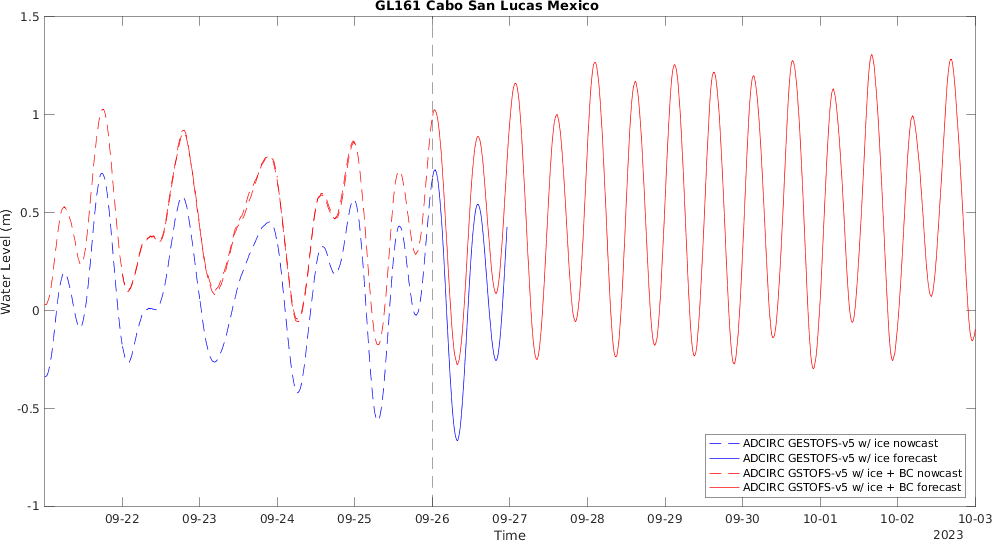 GL161 Cabo San Lucas Mexico
1.5
1
0.5
0
-0.5
-1
Water Level (m)
ADCIRC GESTOFS-v5 w/ ice nowcast
ADCIRC GESTOFS-v5 w/ ice forecast
ADCIRC GSTOFS-v5 w/ ice + BC nowcast
ADCIRC GSTOFS-v5 w/ ice + BC forecast
09-22 09-23 09-24 09-25 09-26 09-27 09-28 09-29 09-30 10-01 10-02 10-03
Time
2023